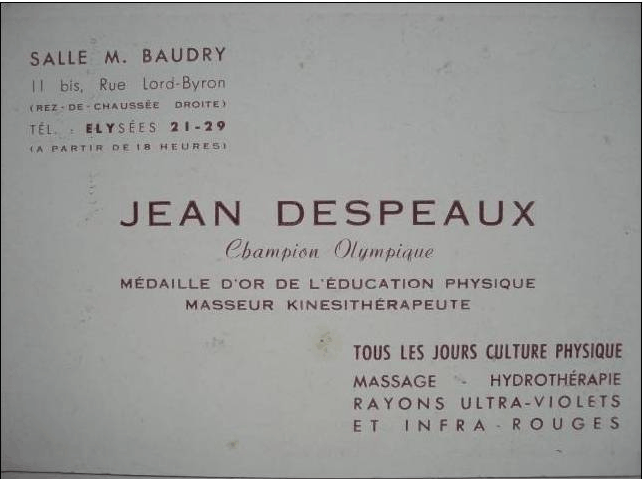 SALLE M. BAUDRY
11 bis, Rue Lord-Byron
(REZ-DE-CHAUSSÉE DROITE)
TÉL. : ELYSÉES 21-29
(A PARTIR DE 18 HEURES)
JEAN DESPEAUX
Champion Olympique
MÉDAILLE D'OR DE L'ÉDUCATION PHYSIQUE
MASSEUR KINESITHÉRAPEUTE
TOUS LES JOURS CULTURE PHYSIQUE
MASSAGE - HYDROTHÉRAPIE
RAYONS ULTRA-VIOLETS
ET INFRA-ROUGES